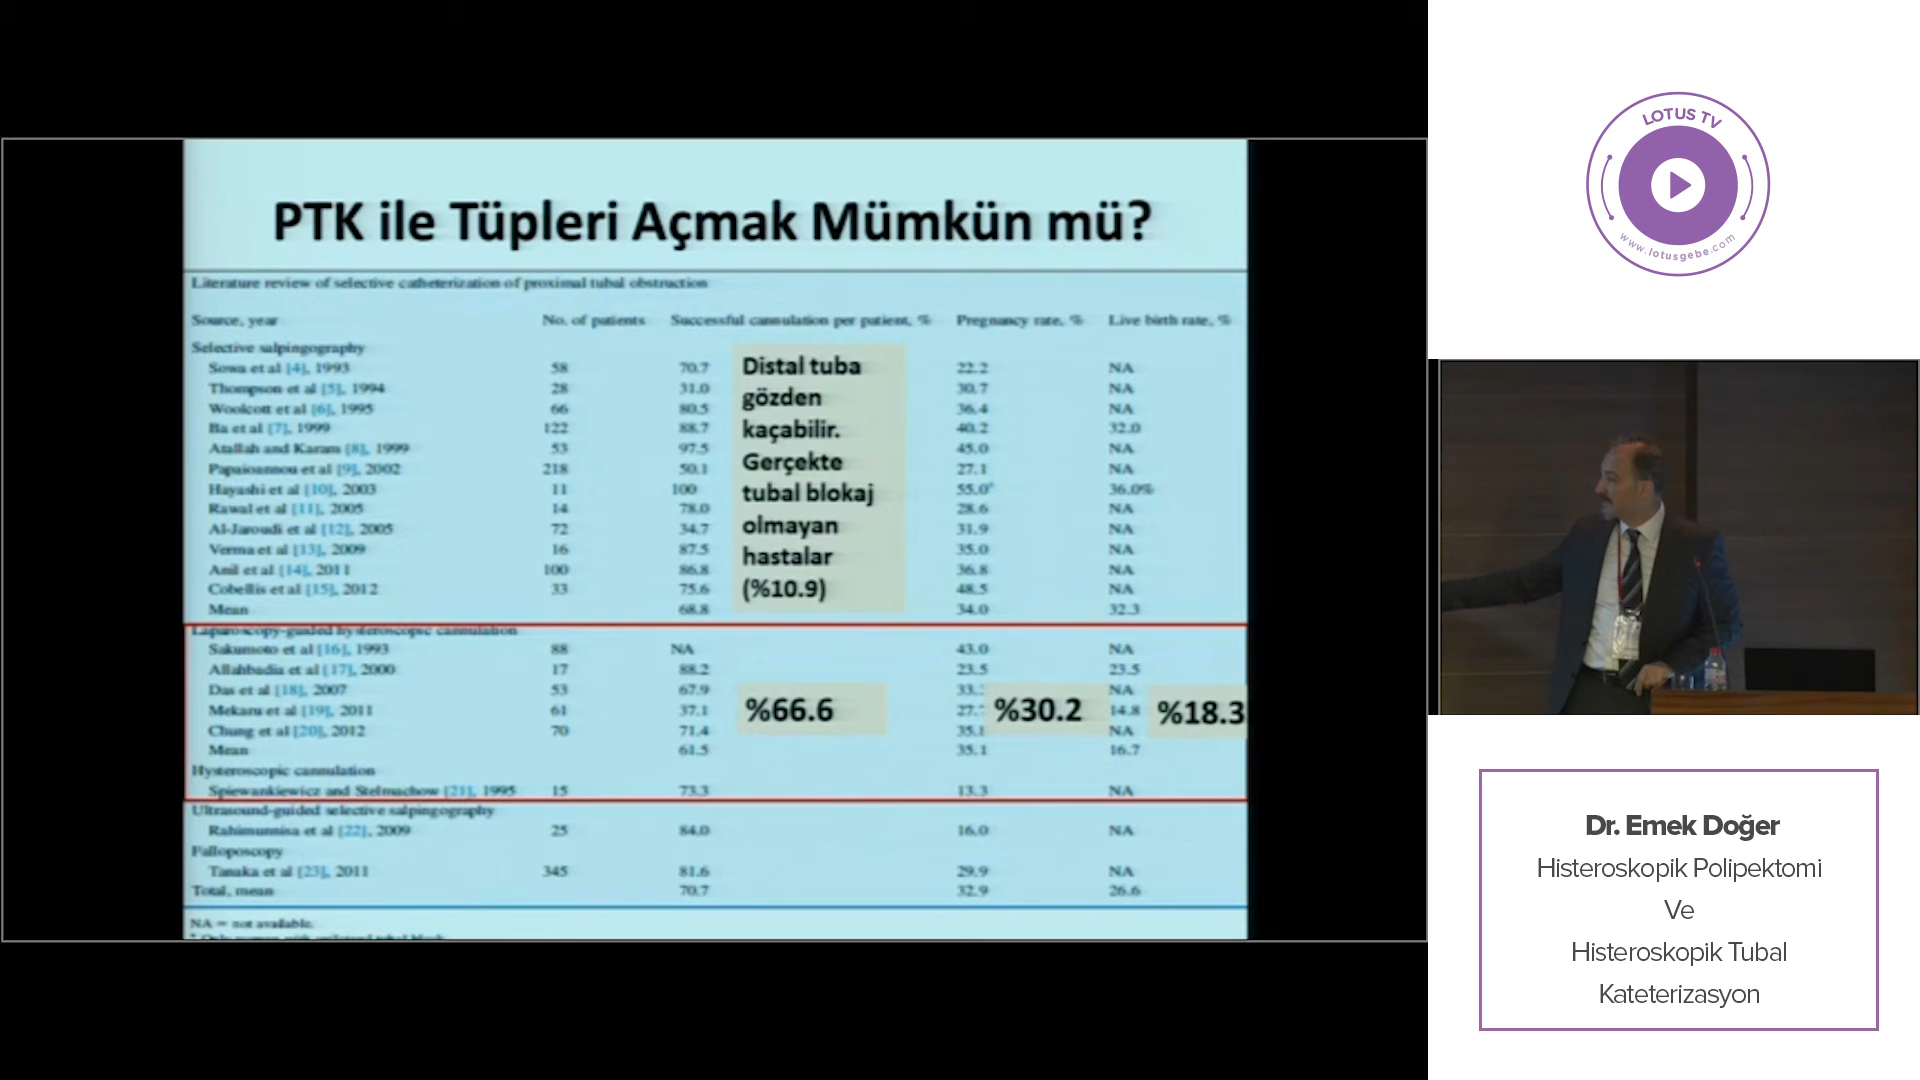 PTK ile Tüpleri Açmak Mümkün mü?
Literature review of selective catheterization of proximal tubal obstruction
Source, year No. of patients Successful cannulation per patient, % Pregnancy rate, % Live birth rate, %
Selective salpingography
Sowa et al [4], 1993 58 70.7 22.2 NA
Thompson et al [5], 1994 28 31.0 30.7 NA
Woolcott et al [6], 1995 66 80.5 36.4 NA
Ba et al [7], 1999 122 88.7 40.2 32.0
Atallah and Karam [8], 1999 53 97.5 45.0 NA
Papaioannou et al [9], 2002 218 50.1 27.1 NA
Hayashi et al [10], 2003 11 100 55.0* 36.0%
Rawal et al [11], 2005 14 78.0 28.6 NA
Al-Jaroudi et al [12], 2005 72 34.7 31.9 NA
Verma et al [13], 2009 16 87.5 35.0 NA
Anil et al [14], 2011 100 86.8 36.8 NA
Cobellis et al [15], 2012 33 75.6 48.5 NA
Mean 68.8 34.0 32.3
Distal tuba
gözden
kaçabilir.
Gerçekte
tubal blokaj
olmayan
hastalar
(%10.9)
Laparoscopy-guided hysteroscopic cannulation
Sakumoto et al [16], 1993 88 NA 43.0 NA
Allahbadia et al [17], 2000 17 88.2 23.5 23.5
Das et al [18], 2007 53 67.9 33. NA
Mekaru et al [19], 2011 61 37.1 27. 14.8
Chung et al [20], 2012 70 71.4 35.1 NA
Mean 61.5 35.1 16.7
%66.6 %30.2 %18.3
Hysteroscopic cannulation
Spiewankiewicz and Stelmachow [21], 1995 15 73.3 13.3 NA
Ultrasound-guided selective salpingography
Rahimunnisa et al [22], 2009 25 84.0 16.0 NA
Falloposcopy
Tanaka et al [23], 2011 345 81.6 29.9 NA
Total, mean 70.7 32.9 26.6
NA = not available.
* Only women with unilateral tubal block.
LOTUS TV
www.lotusgebe.com
Dr. Emek Doğer
Histeroskopik Polipektomi
Ve
Histeroskopik Tubal
Kateterizasyon